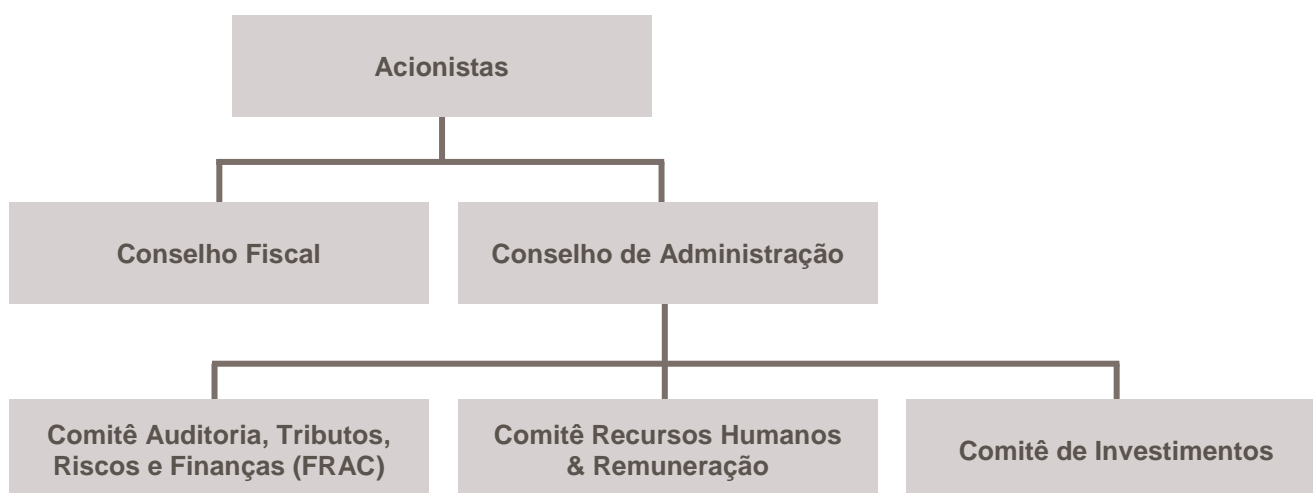 Acionistas
Conselho Fiscal
Conselho de Administração
Comitê Auditoria, Tributos,
Riscos e Finanças (FRAC)
Comitê Recursos Humanos
& Remuneração
Comitê de Investimentos